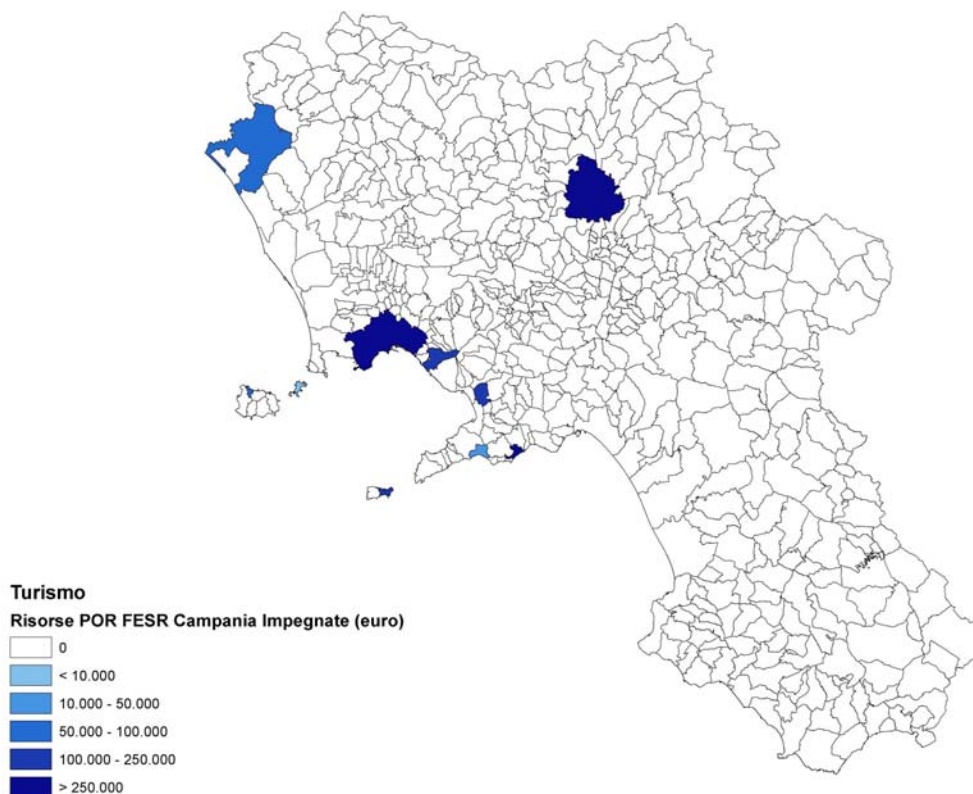 Turismo
Risorse POR FESR Campania Impegnate (euro)
0
< 10.000
10.000 - 50.000
50.000 - 100.000
100.000 - 250.000
> 250.000